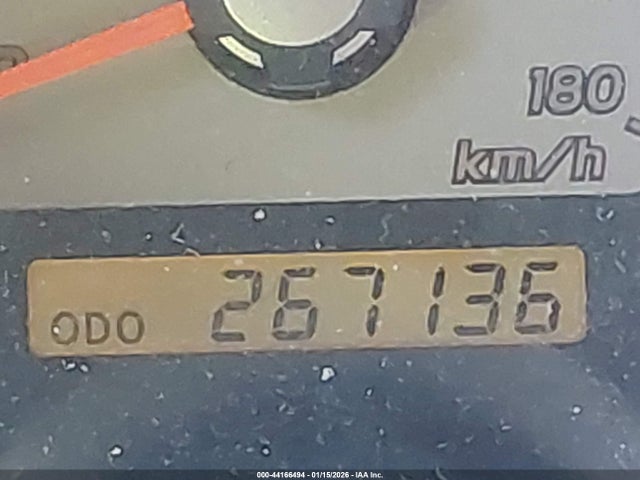 180
km/h
ODO 267136
000-44166494 - 01/15/2026 - IAA Inc.